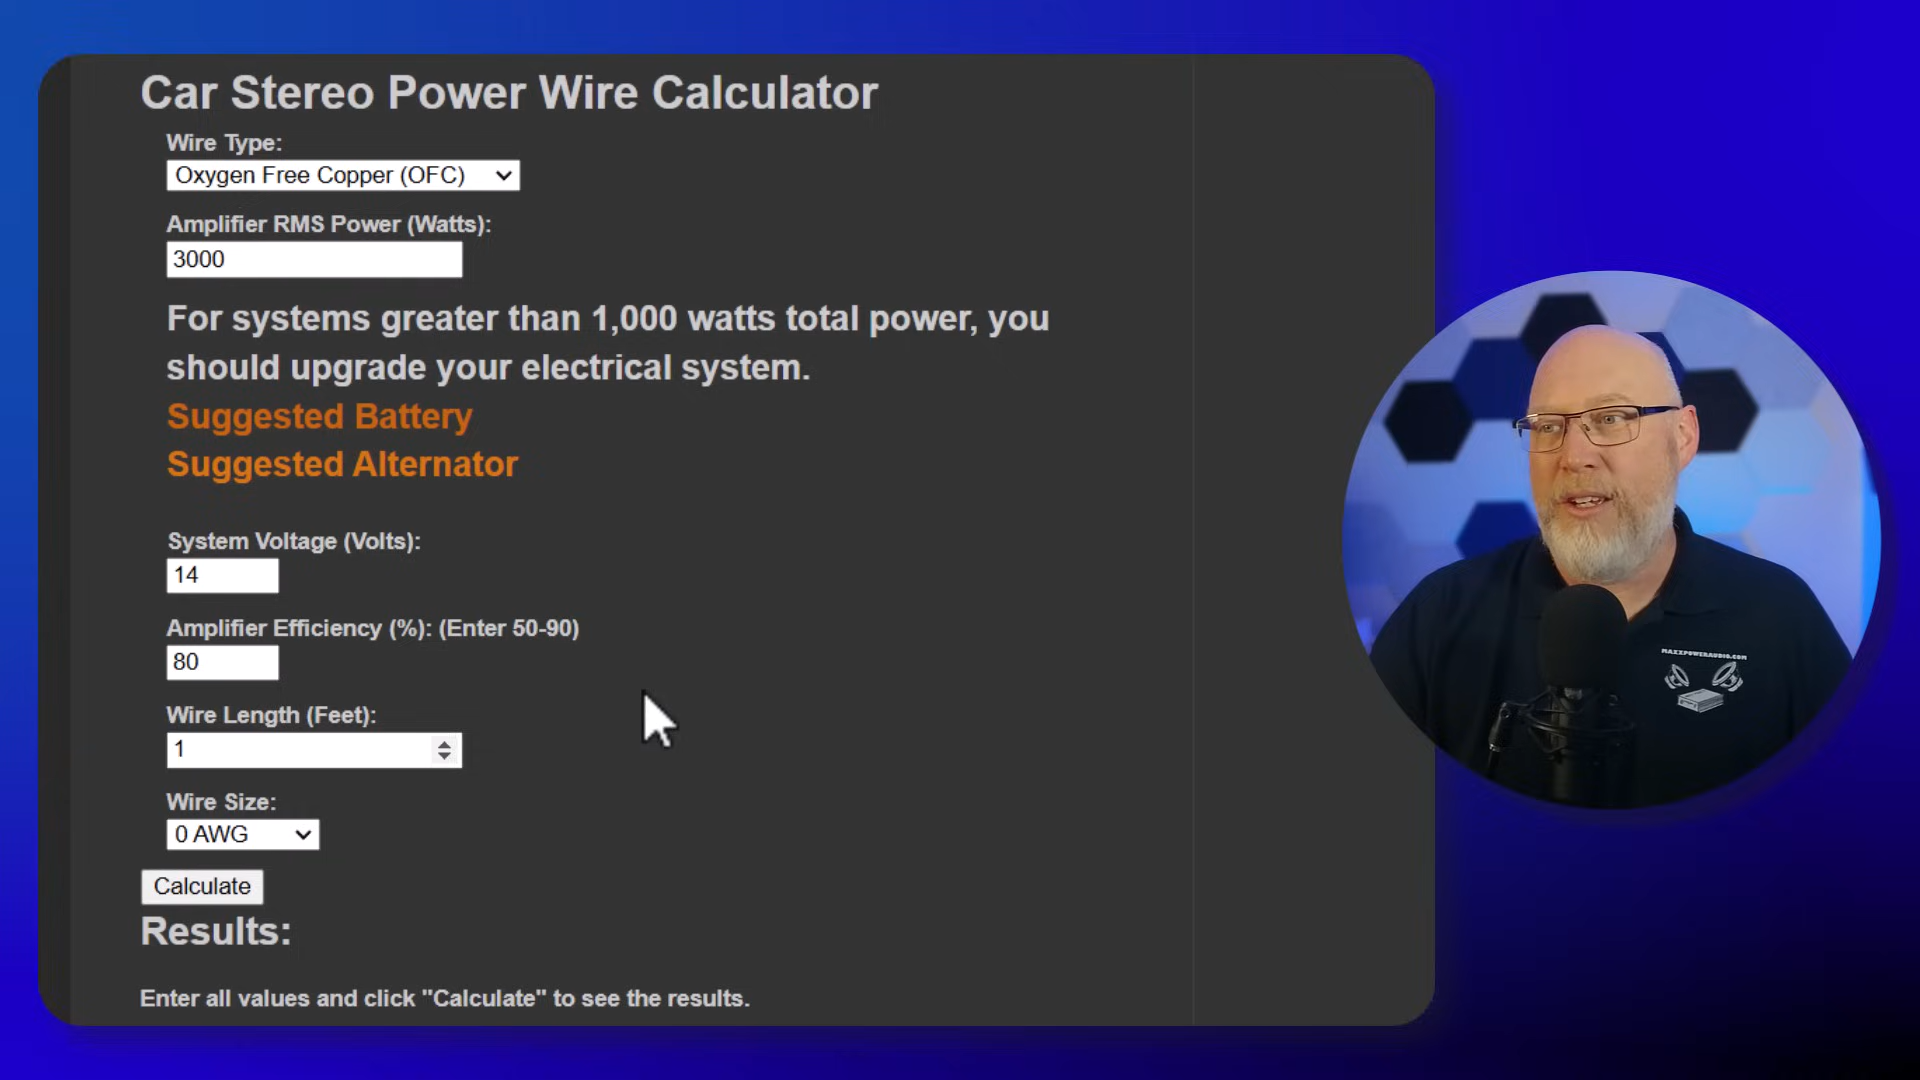 Car Stereo Power Wire Calculator
Wire Type:
Oxygen Free Copper (OFC)
Amplifier RMS Power (Watts):
3000
For systems greater than 1,000 watts total power, you
should upgrade your electrical system.
Suggested Battery
Suggested Alternator
System Voltage (Volts):
14
Amplifier Efficiency (%): (Enter 50-90)
80
Wire Length (Feet):
1
Wire Size:
0 AWG
Calculate
Results:
Enter all values and click "Calculate" to see the results.
MAXXPOWERAUDIO.COM